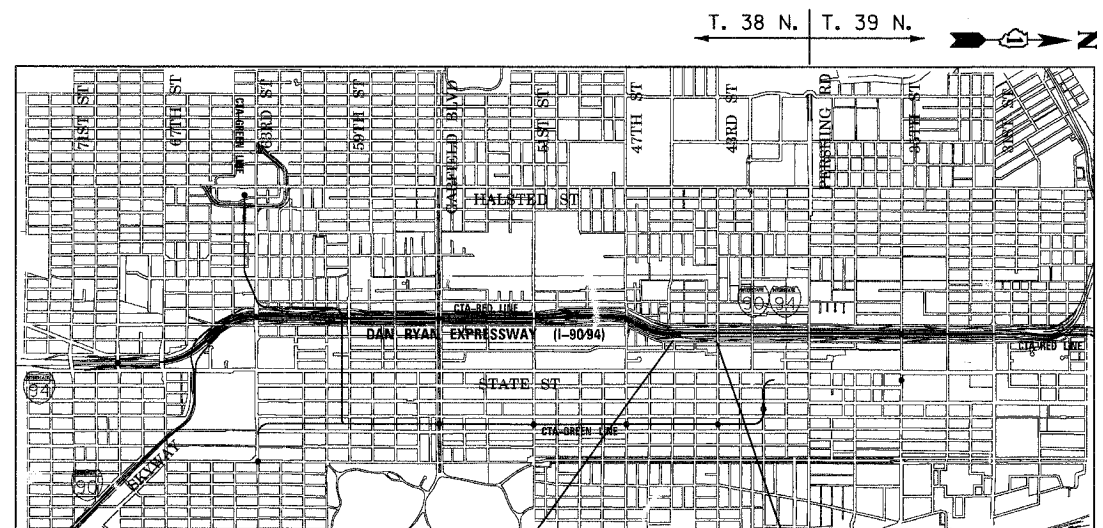 T. 38 N. T. 39 N.
N
71ST ST
67TH ST
CTA-GREEN LINE
63RD ST
59TH ST
GARFIELD BLVD
51ST ST
47TH ST
43RD ST
PERSHING RD
35TH ST
31ST ST
HALSTED ST
90 94
CTA-RED LINE
DAN RYAN EXPRESSWAY (I-90/94)
CTA-RED LINE
94
STATE ST
CTA-GREEN LINE
SKYWAY
90